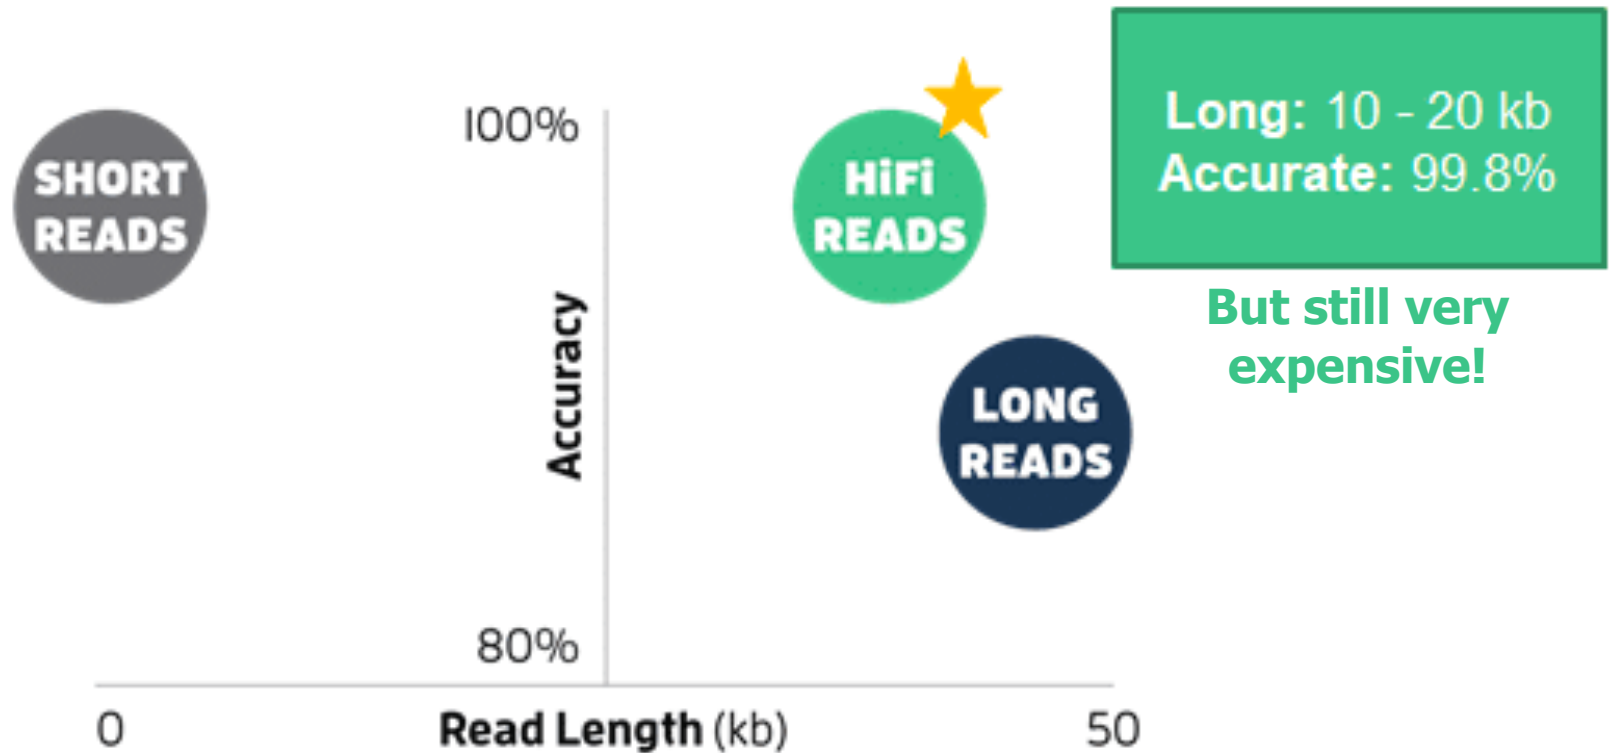 SHORT
READS
100%
HiFi
READS
Long: 10 - 20 kb
Accurate: 99.8%
But still very
expensive!
Accuracy
LONG
READS
80%
0
Read Length (kb)
50